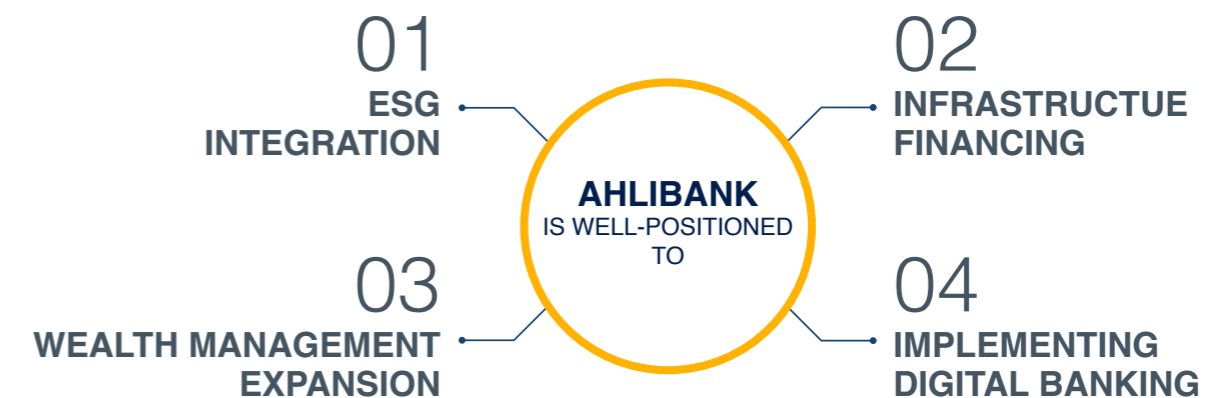 01
ESG
INTEGRATION
02
INFRASTRUCTUE
FINANCING
AHLIBANK
IS WELL-POSITIONED
TO
03
WEALTH MANAGEMENT
EXPANSION
04
IMPLEMENTING
DIGITAL BANKING